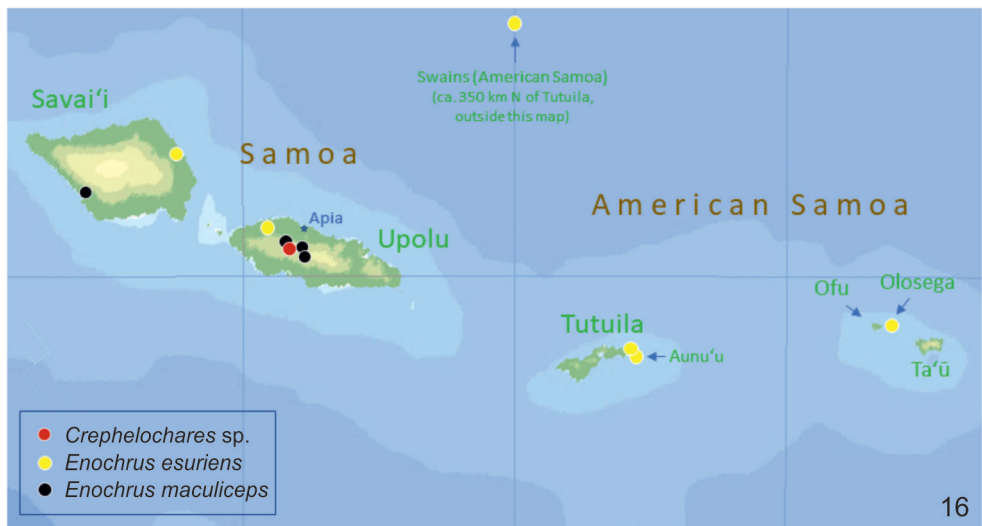 Swains (American Samoa)
(ca. 350 km N of Tutuila,
outside this map)
Savai‘i
Samoa
Apia
Upolu
American Samoa
Ofu
Olosega
Tutuila
Aunu‘u
Ta‘ū
Crephelochares sp.
Enochrus esuriens
Enochrus maculiceps
16